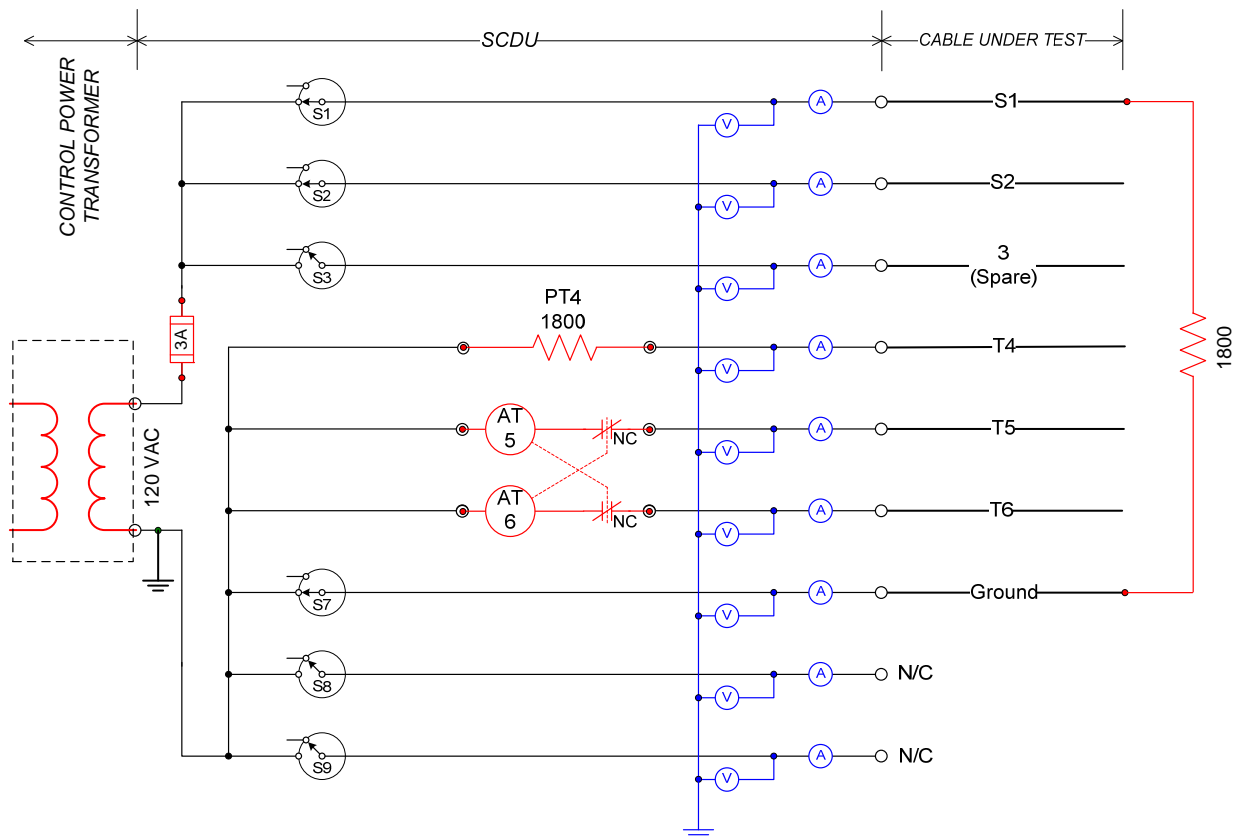 SCDU
CABLE UNDER TEST
CONTROL POWER
TRANSFORMER
S1
V
A
S1
S2
V
A
S2
S3
V
A
3
(Spare)
3A
PT4
1800
V
A
T4
1800
120 VAC
AT
5
NC
V
A
T5
AT
6
NC
V
A
T6
S7
V
A
Ground
S8
V
A
N/C
S9
V
A
N/C